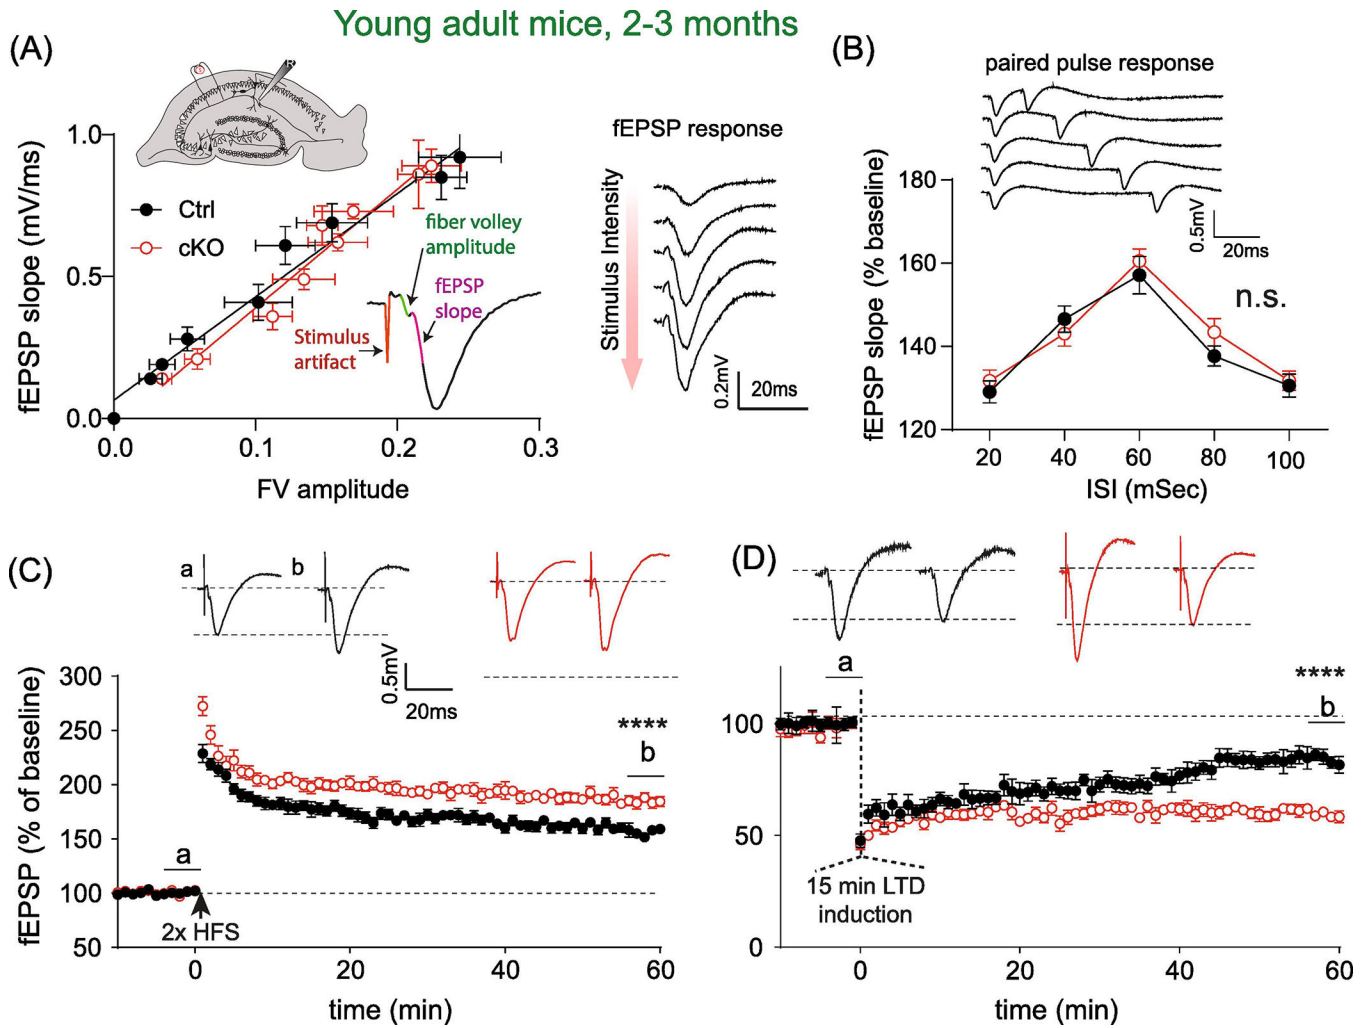 Young adult mice, 2-3 months
(A)
R
1.0
0.5
0.0
fEPSP slope (mV/ms)
Ctrl
cKO
fiber volley
amplitude
fEPSP
slope
Stimulus
artifact
0.0
0.1
0.2
0.3
FV amplitude
fEPSP response
Stimulus Intensity
0.2mV
20ms
(B)
paired pulse response
0.5mV
20ms
180
160
140
120
fEPSP slope (% baseline)
n.s.
20
40
60
80
100
ISI (mSec)
(C)
a
b
0.5mV
20ms
300
250
200
150
100
50
fEPSP (% of baseline)
****
b
a
2x HFS
0
20
40
60
time (min)
(D)
a
****
b
100
50
0
15 min LTD
induction
0
20
40
60
time (min)